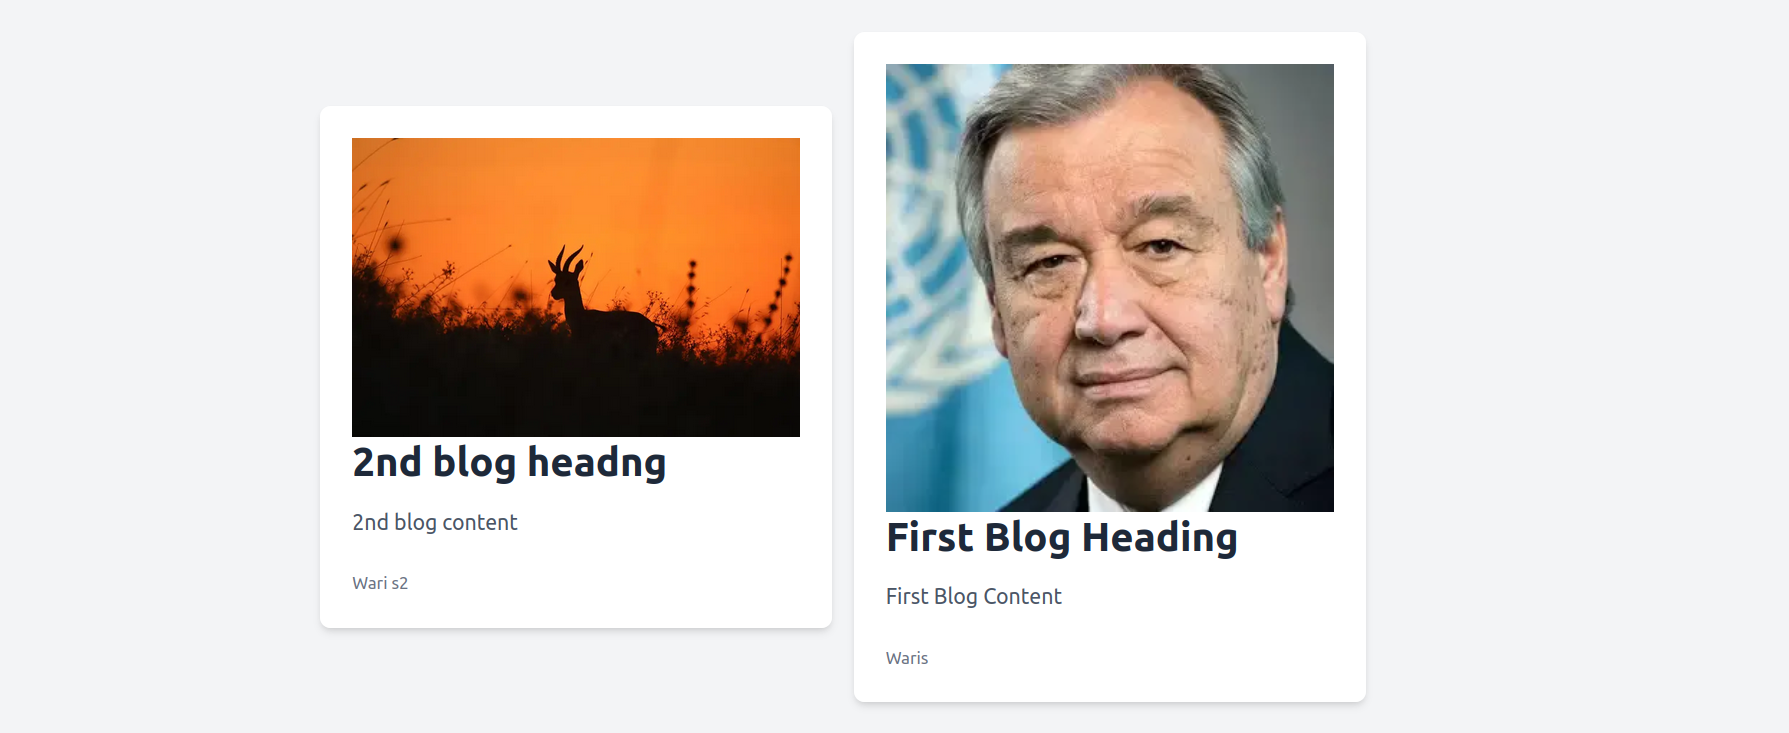 2nd blog headng
2nd blog content
Wari s2
First Blog Heading
First Blog Content
Waris